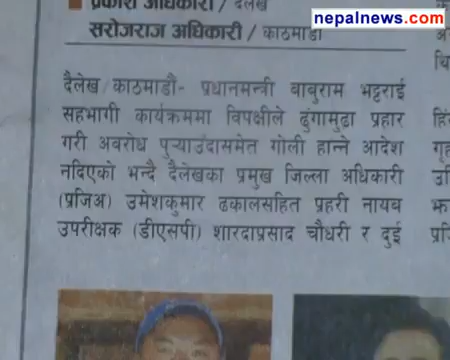 nepalnews.com
प्रकाश अधिकारी / दैलेख
सरोजराज अधिकारी / काठमाडौं
दैलेख/काठमाडौं- प्रधानमन्त्री बाबुराम भट्टराई
सहभागी कार्यक्रममा विपक्षीले ढुंगामुढा प्रहार
गरी अवरोध पुऱ्याउंदासमेत गोली हान्ने आदेश
नदिएको भन्दै दैलेखका प्रमुख जिल्ला अधिकारी
(प्रजिअ) उमेशकुमार ढकालसहित प्रहरी नायब
उपरीक्षक (डीएसपी) शारदाप्रसाद चौधरी र दुई